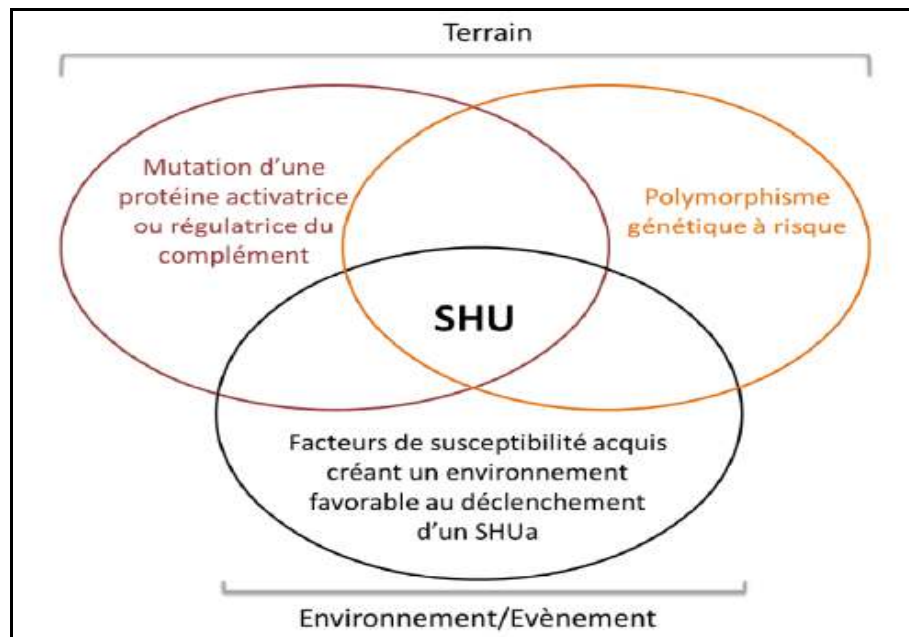 Terrain
Mutation d'une
protéine activatrice
ou régulatrice du
complément
Polymorphisme
génétique à risque
SHU
Facteurs de susceptibilité acquis
créant un environnement
favorable au déclenchement
d'un SHUa
Environnement/Evènement